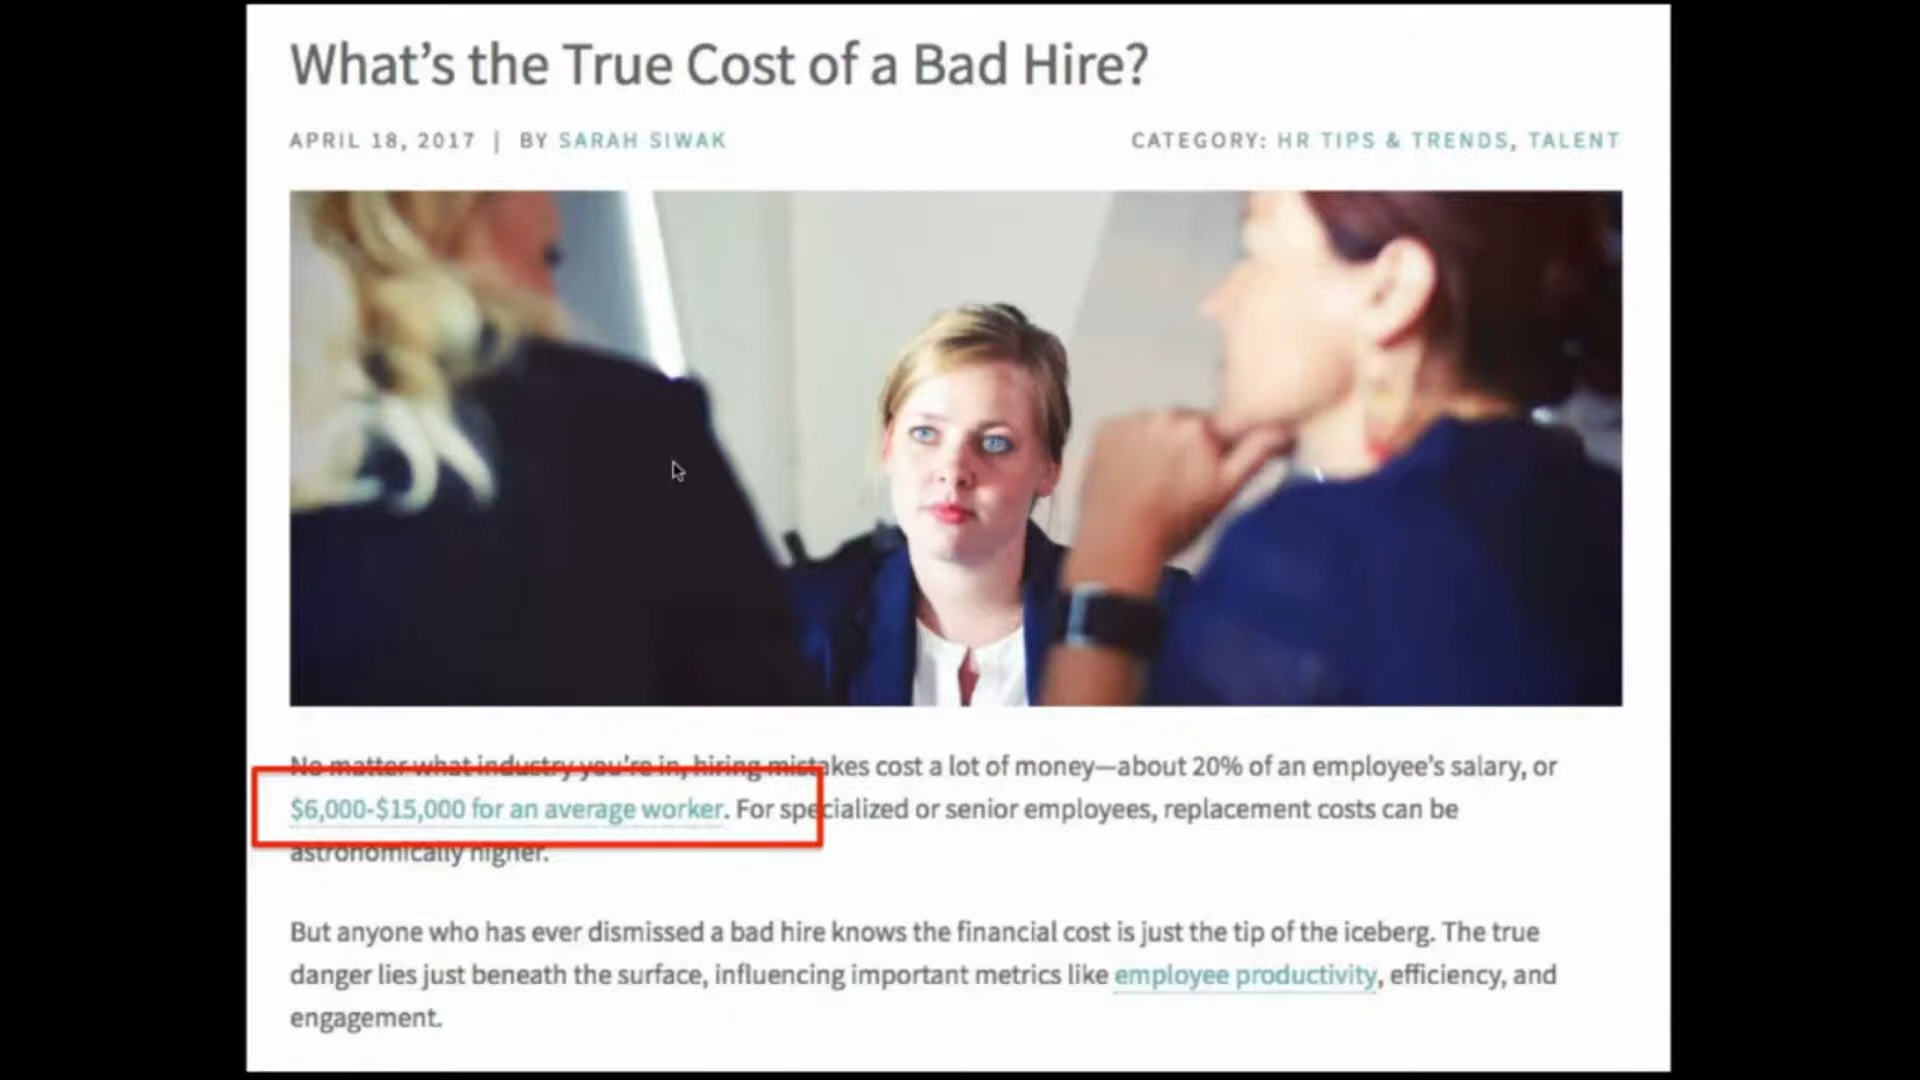 What's the True Cost of a Bad Hire?
APRIL 18, 2017 | BY SARAH SIWAK
CATEGORY: HR TIPS & TRENDS, TALENT
No matter what industry you're in, hiring mistakes cost a lot of money—about 20% of an employee's salary, or
$6,000-$15,000 for an average worker. For specialized or senior employees, replacement costs can be
astronomically higher.
But anyone who has ever dismissed a bad hire knows the financial cost is just the tip of the iceberg. The true
danger lies just beneath the surface, influencing important metrics like employee productivity, efficiency, and
engagement.